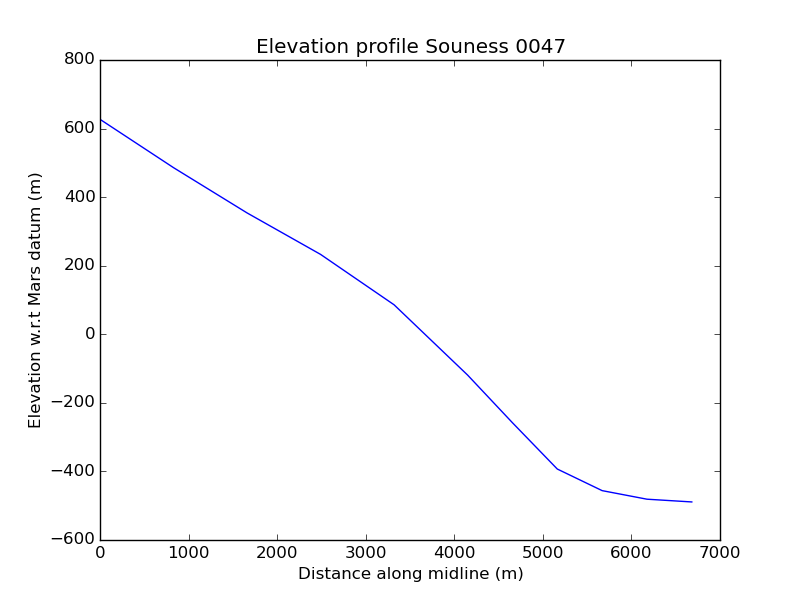 Elevation profile Souness 0047
800
600
400
200
0
−200
−400
−600
Elevation w.r.t Mars datum (m)
0 1000 2000 3000 4000 5000 6000 7000
Distance along midline (m)